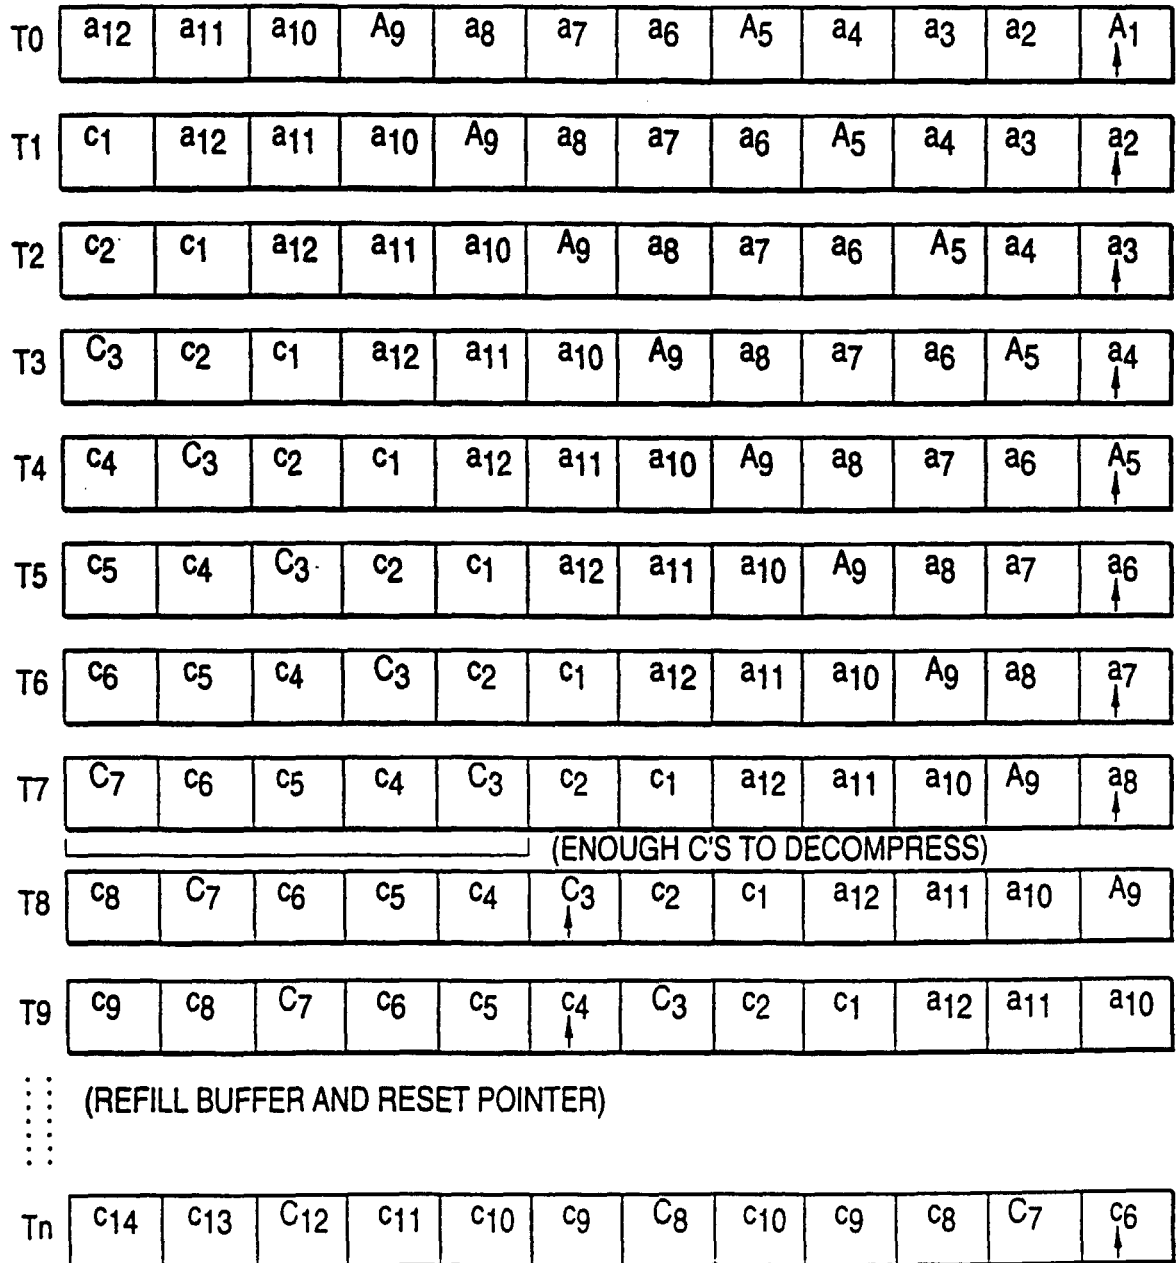 T0 a12 a11 a10 A9 a8 a7 a6 A5 a4 a3 a2 A1
T1 c1 a12 a11 a10 A9 a8 a7 a6 A5 a4 a3 a2
T2 c2 c1 a12 a11 a10 A9 a8 a7 a6 A5 a4 a3
T3 C3 c2 c1 a12 a11 a10 A9 a8 a7 a6 A5 a4
T4 c4 C3 c2 c1 a12 a11 a10 A9 a8 a7 a6 A5
T5 c5 c4 C3 c2 c1 a12 a11 a10 A9 a8 a7 a6
T6 c6 c5 c4 C3 c2 c1 a12 a11 a10 A9 a8 a7
T7 C7 c6 c5 c4 C3 c2 c1 a12 a11 a10 A9 a8
(ENOUGH C'S TO DECOMPRESS)
T8 c8 C7 c6 c5 c4 C3 c2 c1 a12 a11 a10 A9
T9 c9 c8 C7 c6 c5 c4 C3 c2 c1 a12 a11 a10
(REFILL BUFFER AND RESET POINTER)
Tn c14 c13 C12 c11 c10 c9 C8 c10 c9 c8 C7 c6